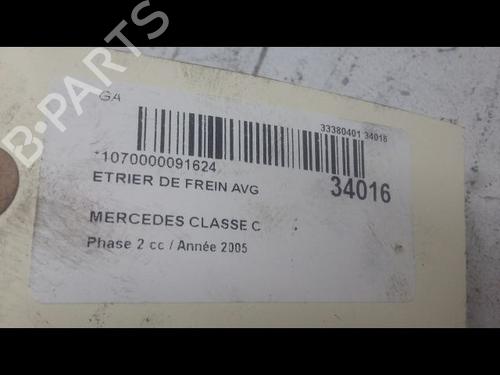 B-PARTS
GA
33380401 34016
*1070000091624
ETRIER DE FREIN AVG
34016
MERCEDES CLASSE C
Phase 2 cc / Année 2005